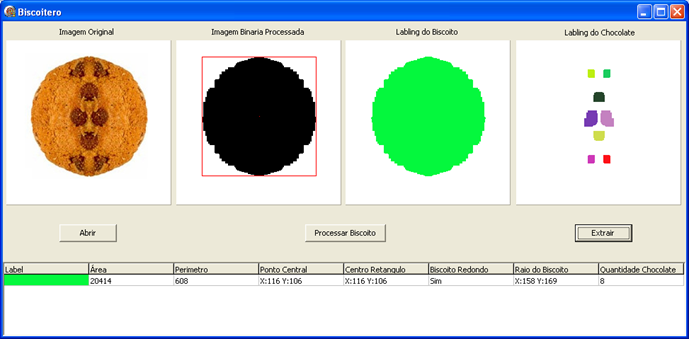 Biscoitero
Imagem Original Imagem Binaria Processada Labling do Biscoito Labling do Chocolate
Abrir Processar Biscoito Extrair
Label Área Perimetro Ponto Central Centro Retangulo Biscoito Redondo Raio do Biscoito Quantidade Chocolate
20414 608 X:116 Y:106 X:116 Y:106 Sim X:158 Y:169 8